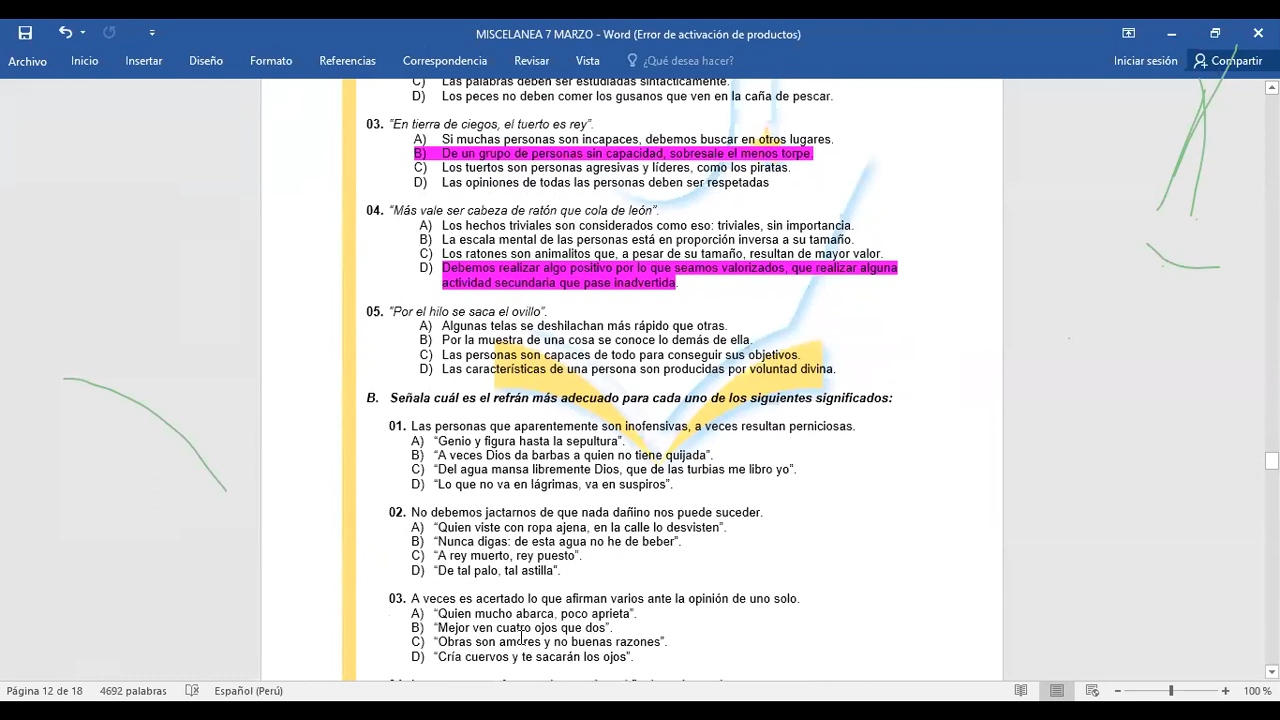 MISCELANEA 7 MARZO - Word (Error de activación de productos)
Archivo Inicio Insertar Diseño Formato Referencias Correspondencia Revisar Vista ¿Qué desea hacer? Iniciar sesión Compartir
C) Las palabras deben ser estudiadas sintácticamente.
D) Los peces no deben comer los gusanos que ven en la caña de pescar.
03. "En tierra de ciegos, el tuerto es rey".
A) Si muchas personas son incapaces, debemos buscar en otros lugares.
B) De un grupo de personas sin capacidad, sobresale el menos torpe.
C) Los tuertos son personas agresivas y líderes, como los piratas.
D) Las opiniones de todas las personas deben ser respetadas
04. "Más vale ser cabeza de ratón que cola de león".
A) Los hechos triviales son considerados como eso: triviales, sin importancia.
B) La escala mental de las personas está en proporción inversa a su tamaño.
C) Los ratones son animalitos que, a pesar de su tamaño, resultan de mayor valor.
D) Debemos realizar algo positivo por lo que seamos valorizados, que realizar alguna
actividad secundaria que pase inadvertida.
05. "Por el hilo se saca el ovillo".
A) Algunas telas se deshilachan más rápido que otras.
B) Por la muestra de una cosa se conoce lo demás de ella.
C) Las personas son capaces de todo para conseguir sus objetivos.
D) Las características de una persona son producidas por voluntad divina.
B. Señala cuál es el refrán más adecuado para cada uno de los siguientes significados:
01. Las personas que aparentemente son inofensivas, a veces resultan perniciosas.
A) "Genio y figura hasta la sepultura".
B) "A veces Dios da barbas a quien no tiene quijada".
C) "Del agua mansa libremente Dios, que de las turbias me libro yo".
D) "Lo que no va en lágrimas, va en suspiros".
02. No debemos jactarnos de que nada dañino nos puede suceder.
A) "Quien viste con ropa ajena, en la calle lo desvisten".
B) "Nunca digas: de esta agua no he de beber".
C) "A rey muerto, rey puesto".
D) "De tal palo, tal astilla".
03. A veces es acertado lo que afirman varios ante la opinión de uno solo.
A) "Quien mucho abarca, poco aprieta".
B) "Mejor ven cuatro ojos que dos".
C) "Obras son amores y no buenas razones".
D) "Cría cuervos y te sacarán los ojos".
Página 12 de 18 4692 palabras Español (Perú) 100 %